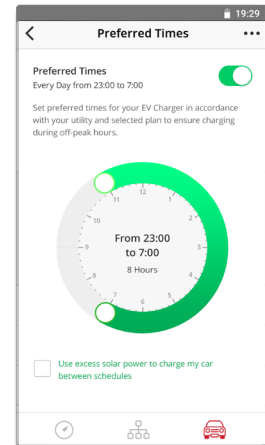 19:29
Preferred Times
Preferred Times
Every Day from 23:00 to 7:00
Set preferred times for your EV Charger in accordance
with your utility and selected plan to ensure charging
during off-peak hours.
12
11
1
10
2
From 23:00
9
3
to 7:00
8 Hours
8
4
7
5
6
Use excess solar power to charge my car
between schedules